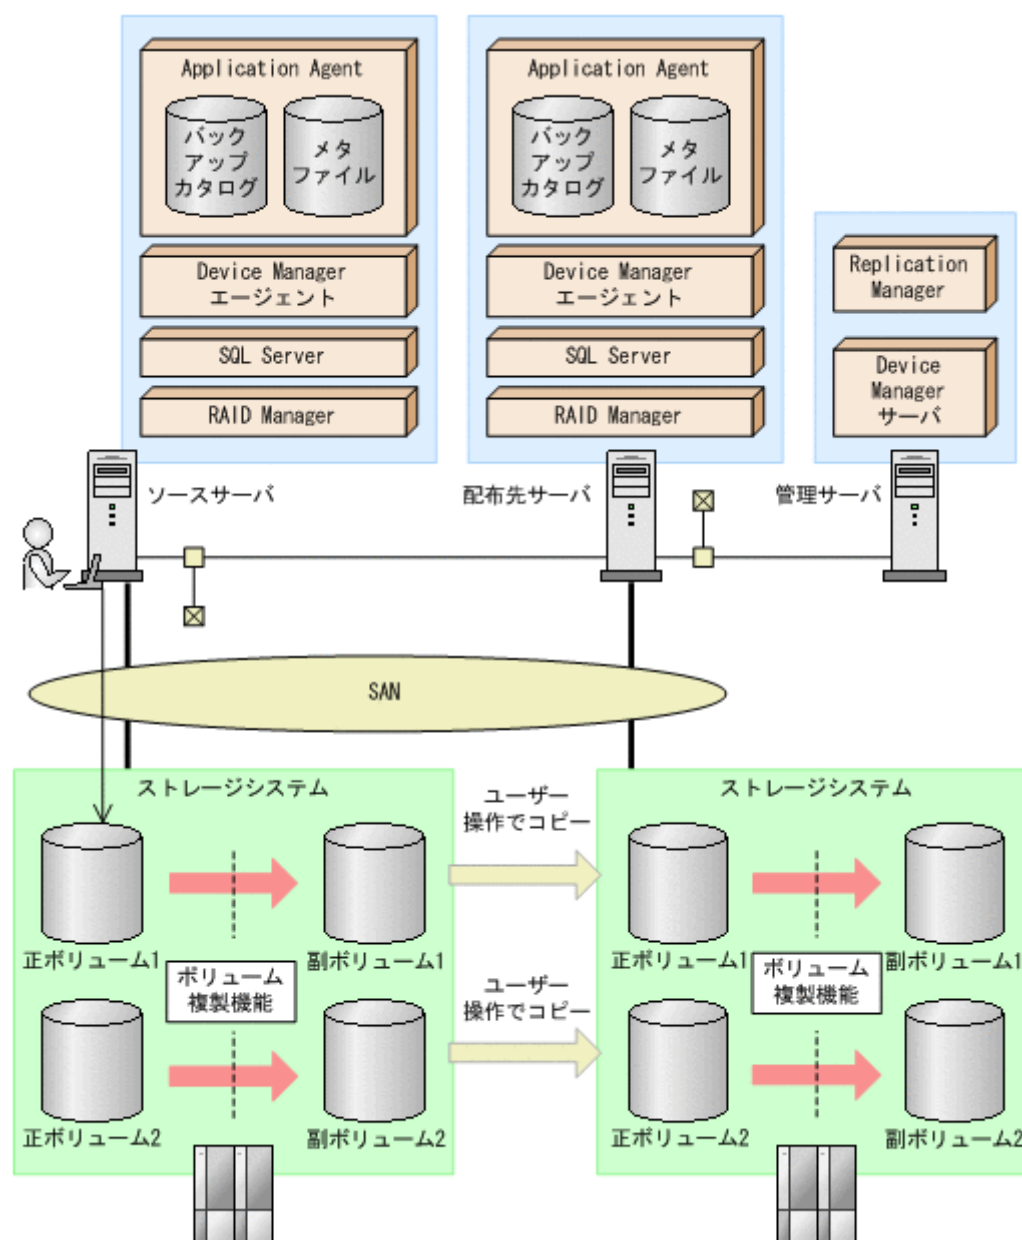 Application Agent
バック
アップ
カタログ
メタ
ファイル
Device Manager
エージェント
SQL Server
RAID Manager
Application Agent
バック
アップ
カタログ
メタ
ファイル
Device Manager
エージェント
SQL Server
RAID Manager
Replication
Manager
Device
Manager
サーバ
ソースサーバ
配布先サーバ
管理サーバ
SAN
ストレージシステム
正ボリューム1
副ボリューム1
ボリューム
複製機能
正ボリューム2
副ボリューム2
ユーザー
操作でコピー
ユーザー
操作でコピー
ストレージシステム
正ボリューム1
副ボリューム1
ボリューム
複製機能
正ボリューム2
副ボリューム2